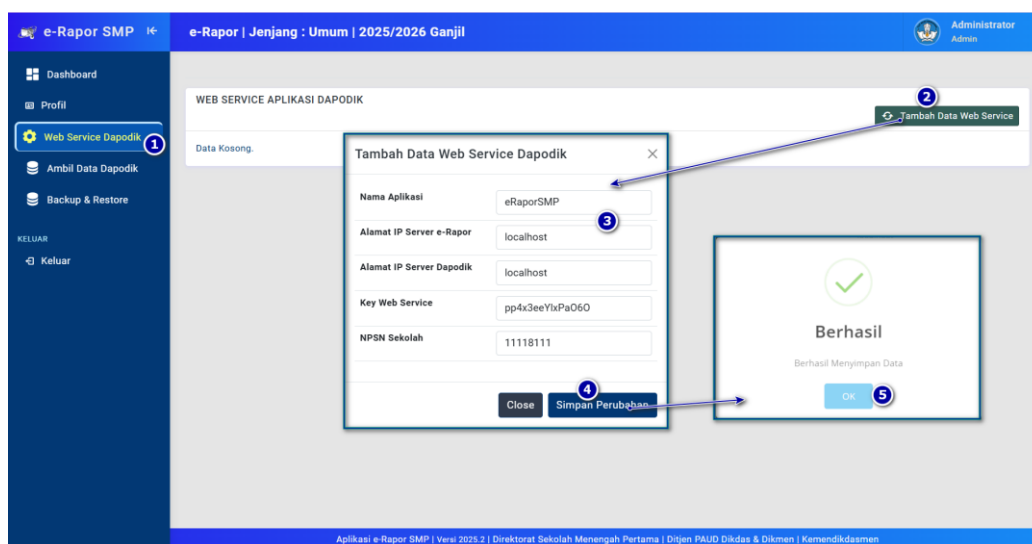 e-Rapor SMP
e-Rapor | Jenjang : Umum | 2025/2026 Ganjil
Administrator
Admin
Dashboard
Profil
Web Service Dapodik
1
Ambil Data Dapodik
Backup & Restore
KELUAR
Keluar
WEB SERVICE APLIKASI DAPODIK
2
Tambah Data Web Service
Data Kosong.
Tambah Data Web Service Dapodik
Nama Aplikasi
eRaporSMP
3
Alamat IP Server e-Rapor
localhost
Alamat IP Server Dapodik
localhost
Key Web Service
pp4x3eeYlxPaO6O
NPSN Sekolah
11118111
4
Close
Simpan Perubahan
Berhasil
Berhasil Menyimpan Data
OK
5
Aplikasi e-Rapor SMP | Versi 2025.2 | Direktorat Sekolah Menengah Pertama | Ditjen PAUD Dikdas & Dikmen | Kemendikdasmen